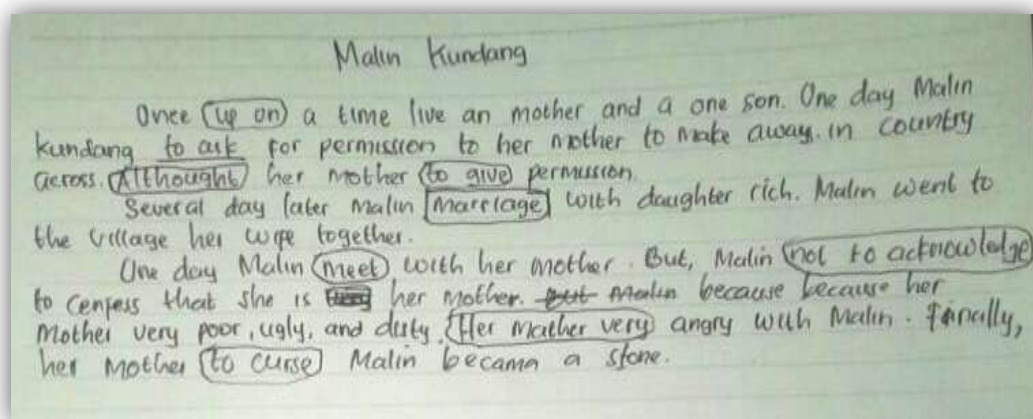 Malin Kundang
Once up on a time live an mother and a one son. One day Malin
kundang to ask for permission to her mother to make away. in country
across. Althought her mother to give permission
Several day later Malin marriage with daughter rich. Malin went to
the village her wife together.
One day Malin meet with her mother. But, Malin not to acknowledge
to confess that she is her mother. but Malin because because her
Mother very poor, ugly, and dirty. Her mather very angry with Malin. Finally,
her Mother to curse Malin becama a stone.